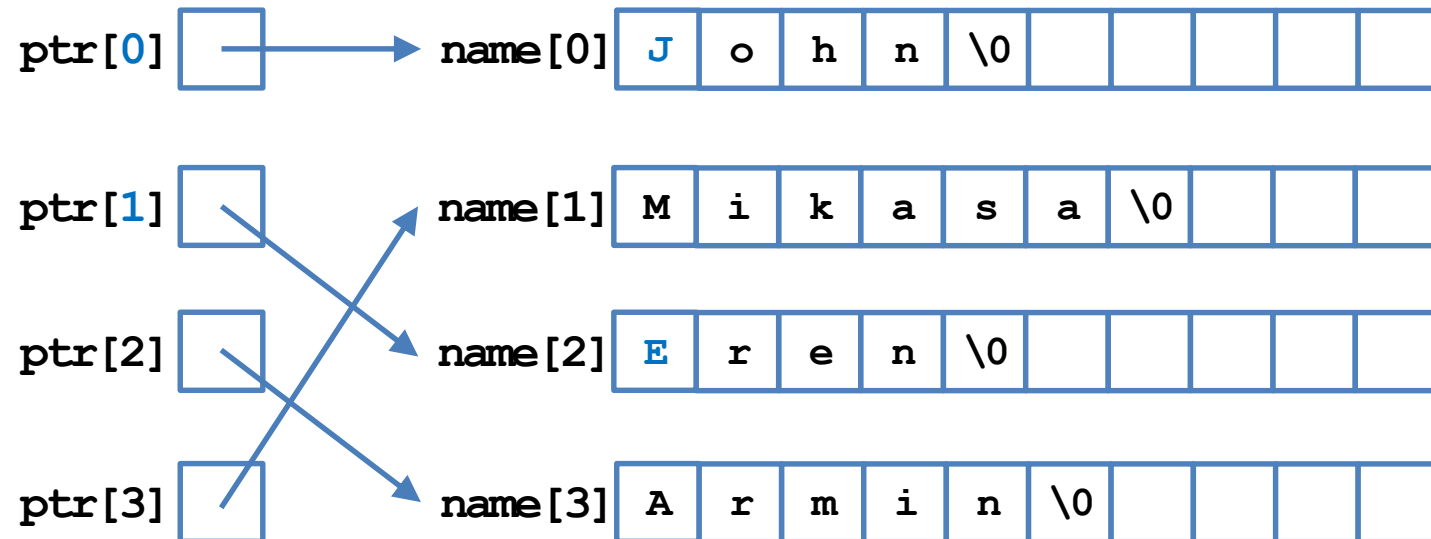 ptr[0] name[0] J o h n \0
ptr[1] name[1] M i k a s a \0
ptr[2] name[2] E r e n \0
ptr[3] name[3] A r m i n \0